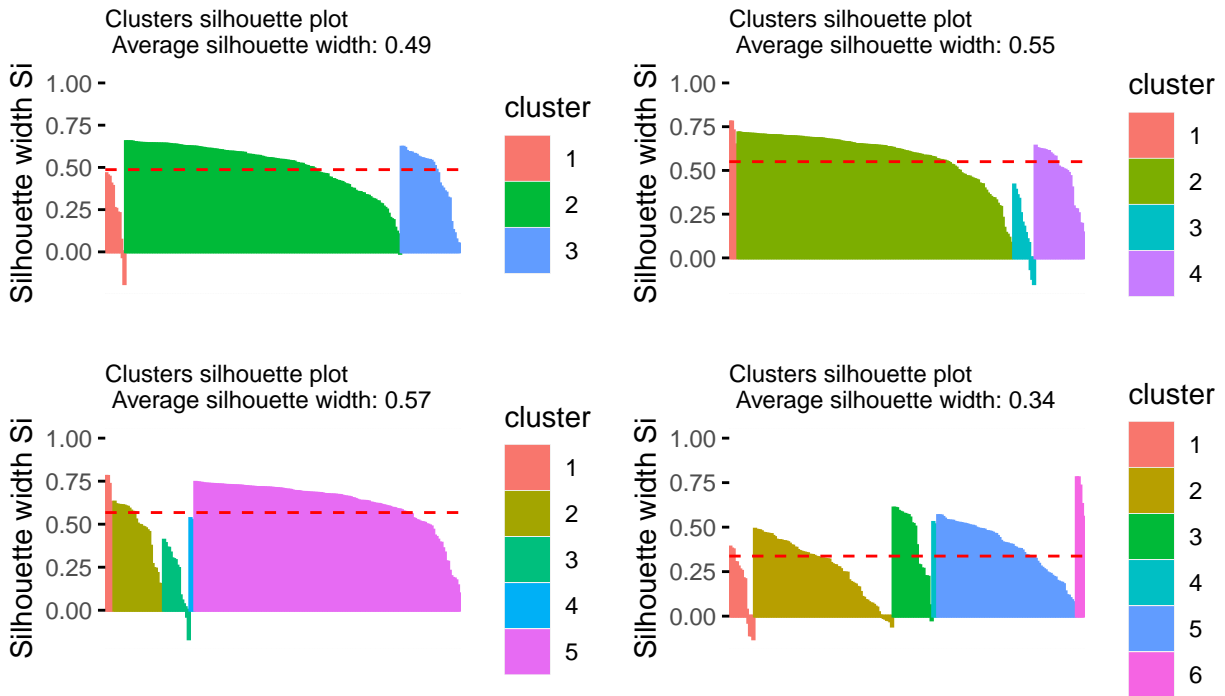 Clusters silhouette plot
Average silhouette width: 0.49
Silhouette width Si
1.00
0.75
0.50
0.25
0.00
cluster
1
2
3
Clusters silhouette plot
Average silhouette width: 0.55
Silhouette width Si
1.00
0.75
0.50
0.25
0.00
cluster
1
2
3
4
Clusters silhouette plot
Average silhouette width: 0.57
Silhouette width Si
1.00
0.75
0.50
0.25
0.00
cluster
1
2
3
4
5
Clusters silhouette plot
Average silhouette width: 0.34
Silhouette width Si
1.00
0.75
0.50
0.25
0.00
cluster
1
2
3
4
5
6